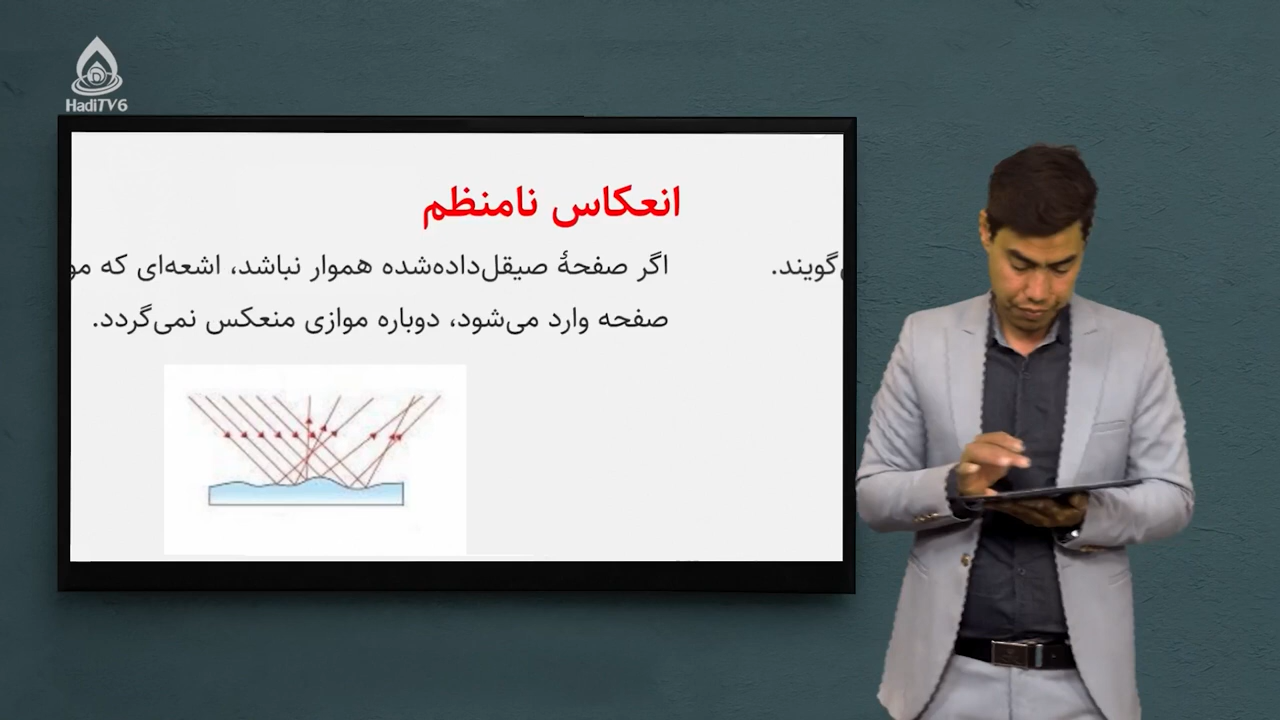 HadiTV6
انعکاس نامنظم
اگر صفحهٔ صیقل‌داده‌شده هموار نباشد، اشعه‌ای که
صفحه وارد می‌شود، دوباره موازی منعکس نمی‌گردد.